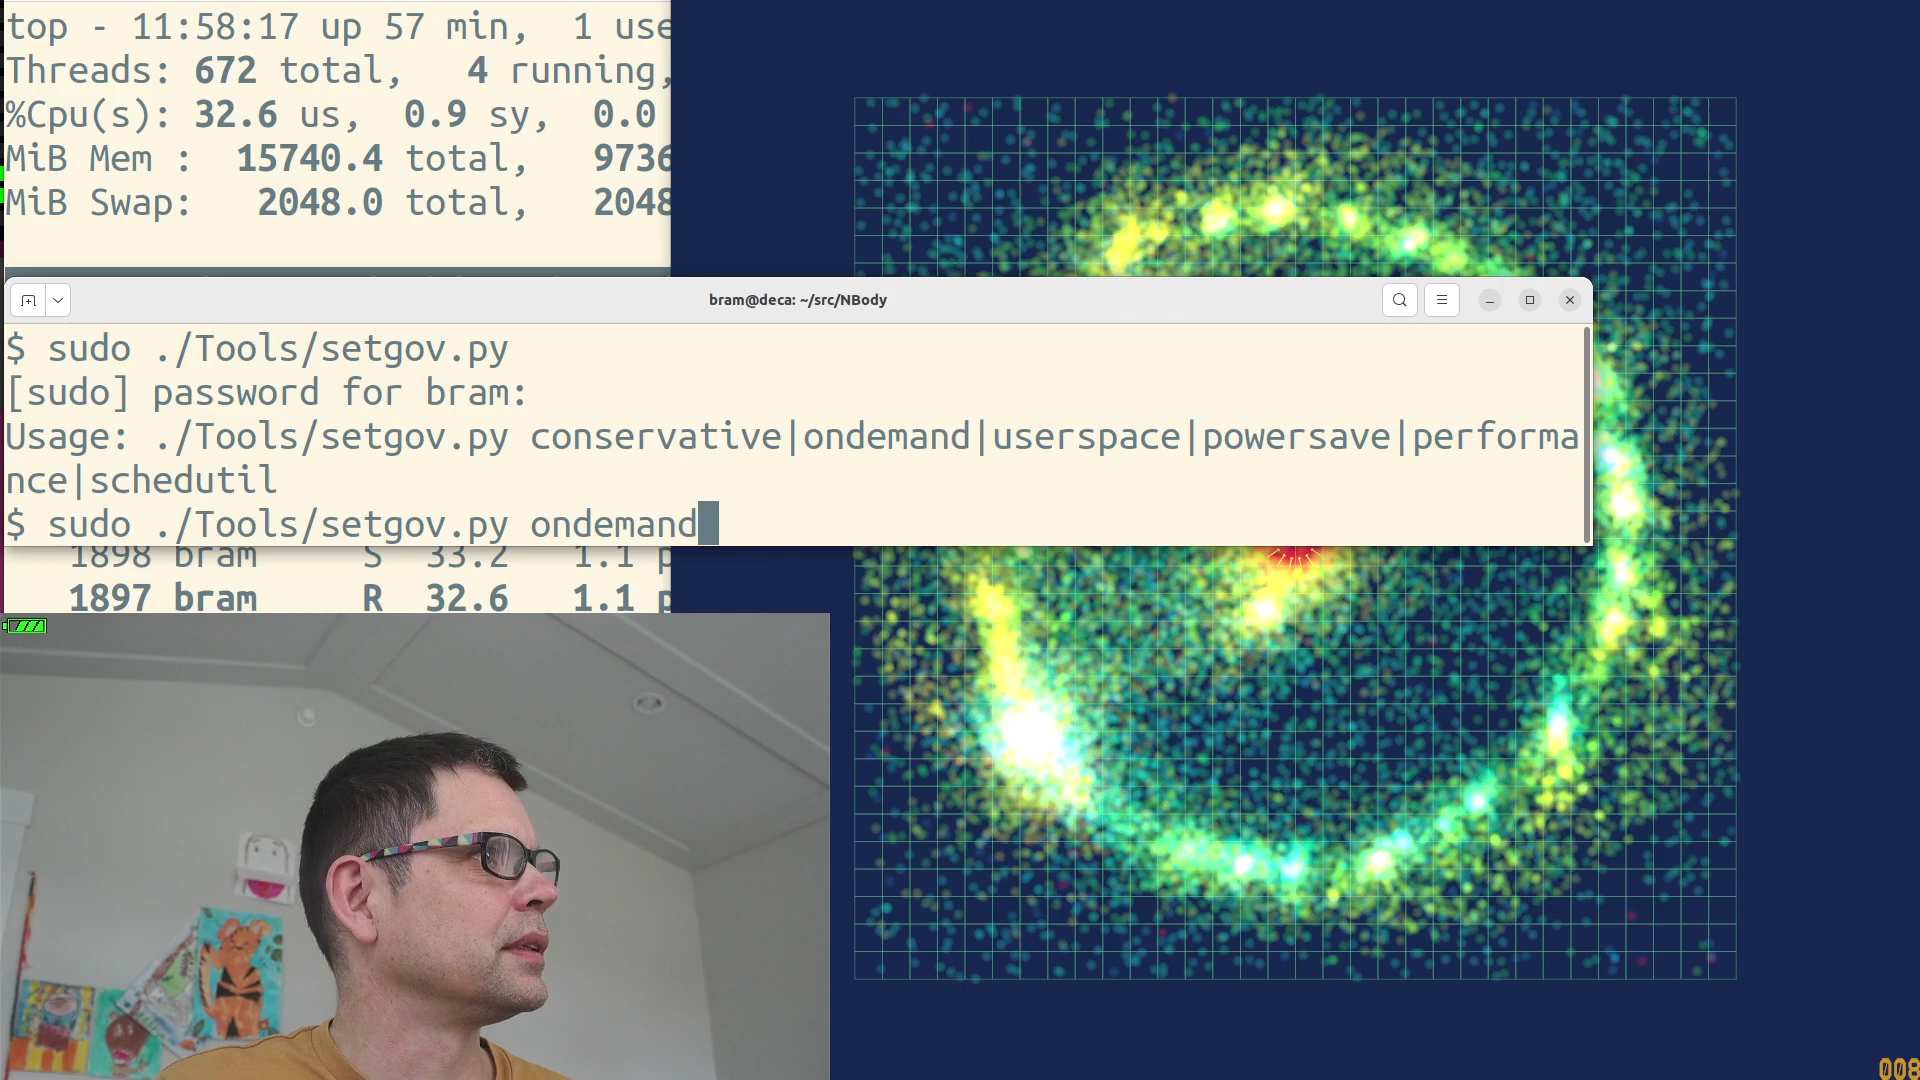 top - 11:58:17 up 57 min,  1 use
Threads: 672 total,   4 running,
%Cpu(s): 32.6 us,  0.9 sy,  0.0
MiB Mem :  15740.4 total,   9736
MiB Swap:   2048.0 total,   2048
bram@deca: ~/src/NBody
$ sudo ./Tools/setgov.py
[sudo] password for bram:
Usage: ./Tools/setgov.py conservative|ondemand|userspace|powersave|performa
nce|schedutil
$ sudo ./Tools/setgov.py ondemand
1898 bram     S  33.2   1.1 p
1897 bram     R  32.6   1.1 p
008